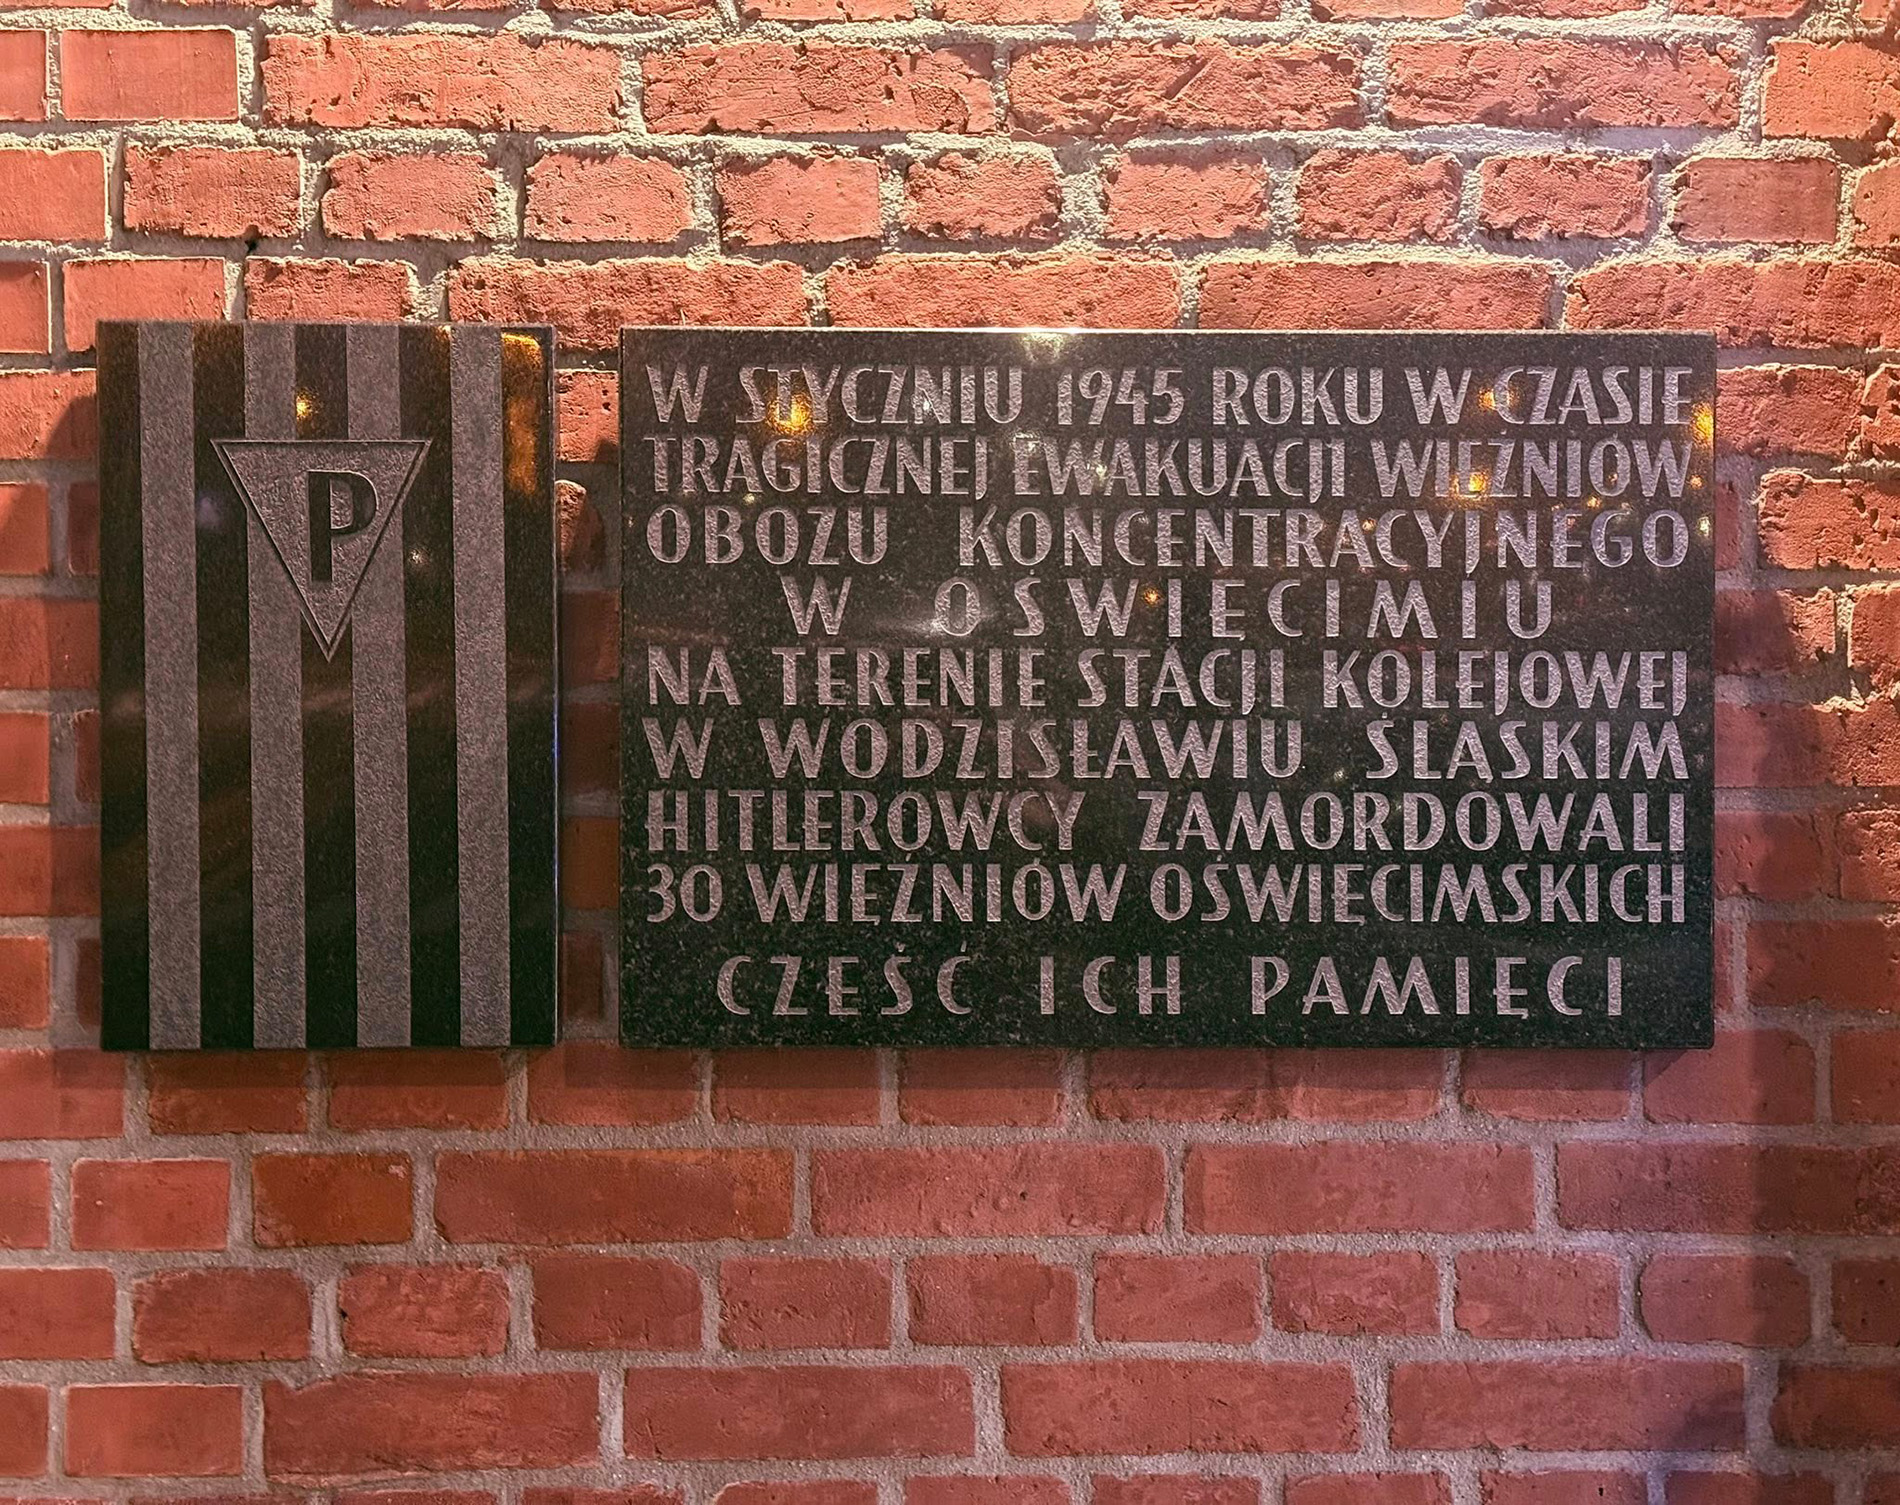 P
W STYCZNIU 1945 ROKU W CZASIE
TRAGICZNEJ EWAKUACJI WIĘŹNIÓW
OBOZU KONCENTRACYJNEGO
W OŚWIĘCIMIU
NA TERENIE STACJI KOLEJOWEJ
W WODZISŁAWIU ŚLĄSKIM
HITLEROWCY ZAMORDOWALI
30 WIĘŹNIÓW OŚWIĘCIMSKICH
CZEŚĆ ICH PAMIĘCI